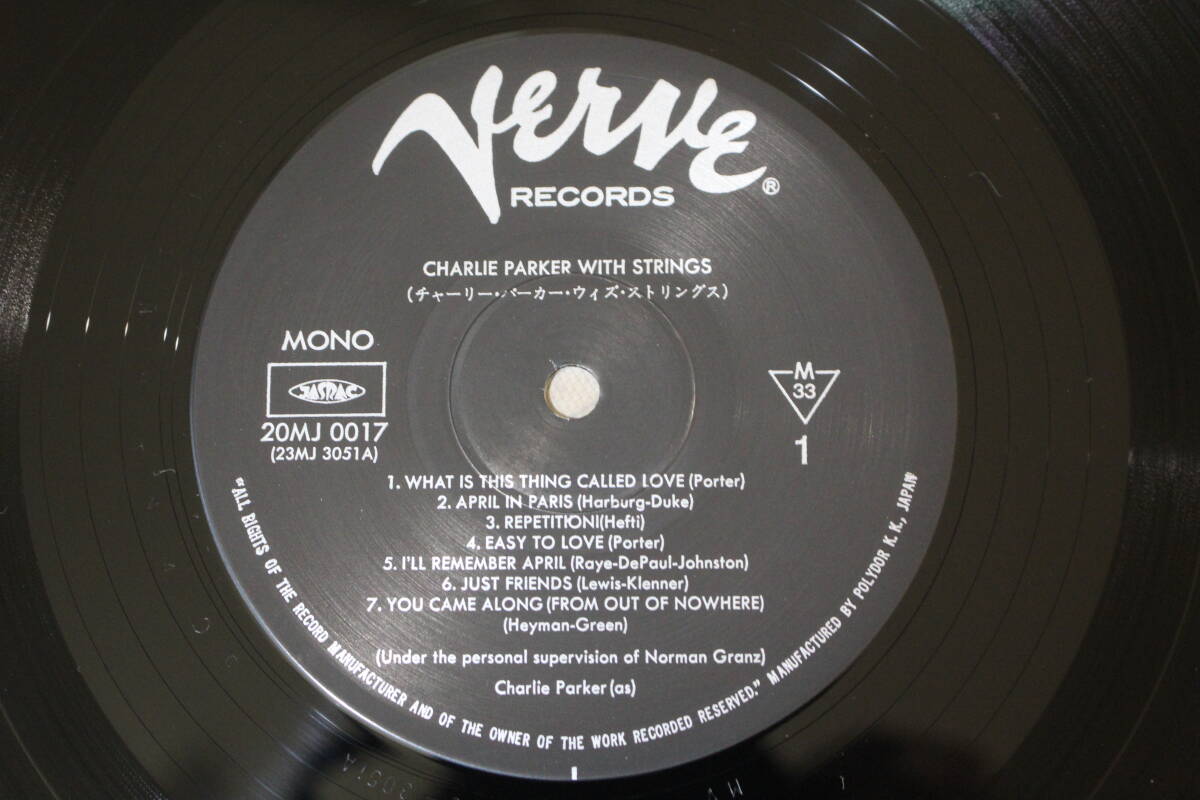 Verve®
RECORDS
CHARLIE PARKER WITH STRINGS
(チャーリー・パーカー・ウィズ・ストリングス)
MONO
JASRAC
20MJ 0017
(23MJ 3051A)
M
33
1
1. WHAT IS THIS THING CALLED LOVE (Porter)
2. APRIL IN PARIS (Harburg-Duke)
3. REPETITIONI(Hefti)
4. EASY TO LOVE (Porter)
5. I'LL REMEMBER APRIL (Raye-DePaul-Johnston)
6. JUST FRIENDS (Lewis-Klenner)
7. YOU CAME ALONG (FROM OUT OF NOWHERE)
(Heyman-Green)
(Under the personal supervision of Norman Granz)
Charlie Parker (as)
"ALL RIGHTS OF THE RECORD MANUFACTURER AND OF THE OWNER OF THE WORK RECORDED RESERVED." MANUFACTURED BY POLYDOR K.K., JAPAN